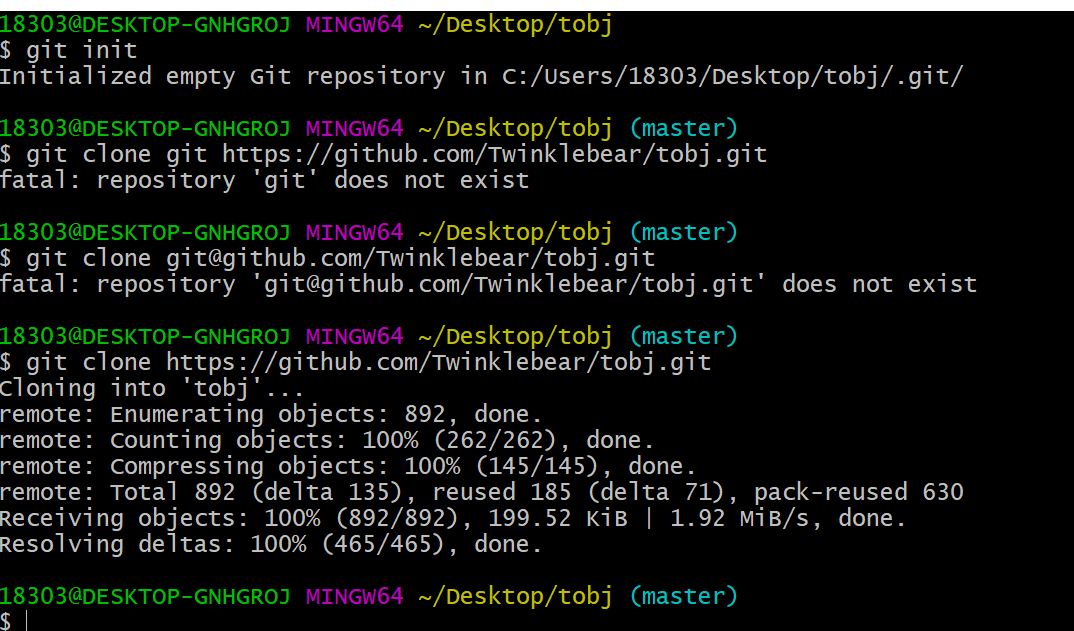 18303@DESKTOP-GNHGROJ MINGW64 ~/Desktop/tobj
$ git init
Initialized empty Git repository in C:/Users/18303/Desktop/tobj/.git/
18303@DESKTOP-GNHGROJ MINGW64 ~/Desktop/tobj (master)
$ git clone git https://github.com/Twinklebear/tobj.git
fatal: repository 'git' does not exist
18303@DESKTOP-GNHGROJ MINGW64 ~/Desktop/tobj (master)
$ git clone git@github.com/Twinklebear/tobj.git
fatal: repository 'git@github.com/Twinklebear/tobj.git' does not exist
18303@DESKTOP-GNHGROJ MINGW64 ~/Desktop/tobj (master)
$ git clone https://github.com/Twinklebear/tobj.git
Cloning into 'tobj'...
remote: Enumerating objects: 892, done.
remote: Counting objects: 100% (262/262), done.
remote: Compressing objects: 100% (145/145), done.
remote: Total 892 (delta 135), reused 185 (delta 71), pack-reused 630
Receiving objects: 100% (892/892), 199.52 KiB | 1.92 MiB/s, done.
Resolving deltas: 100% (465/465), done.
18303@DESKTOP-GNHGROJ MINGW64 ~/Desktop/tobj (master)
$